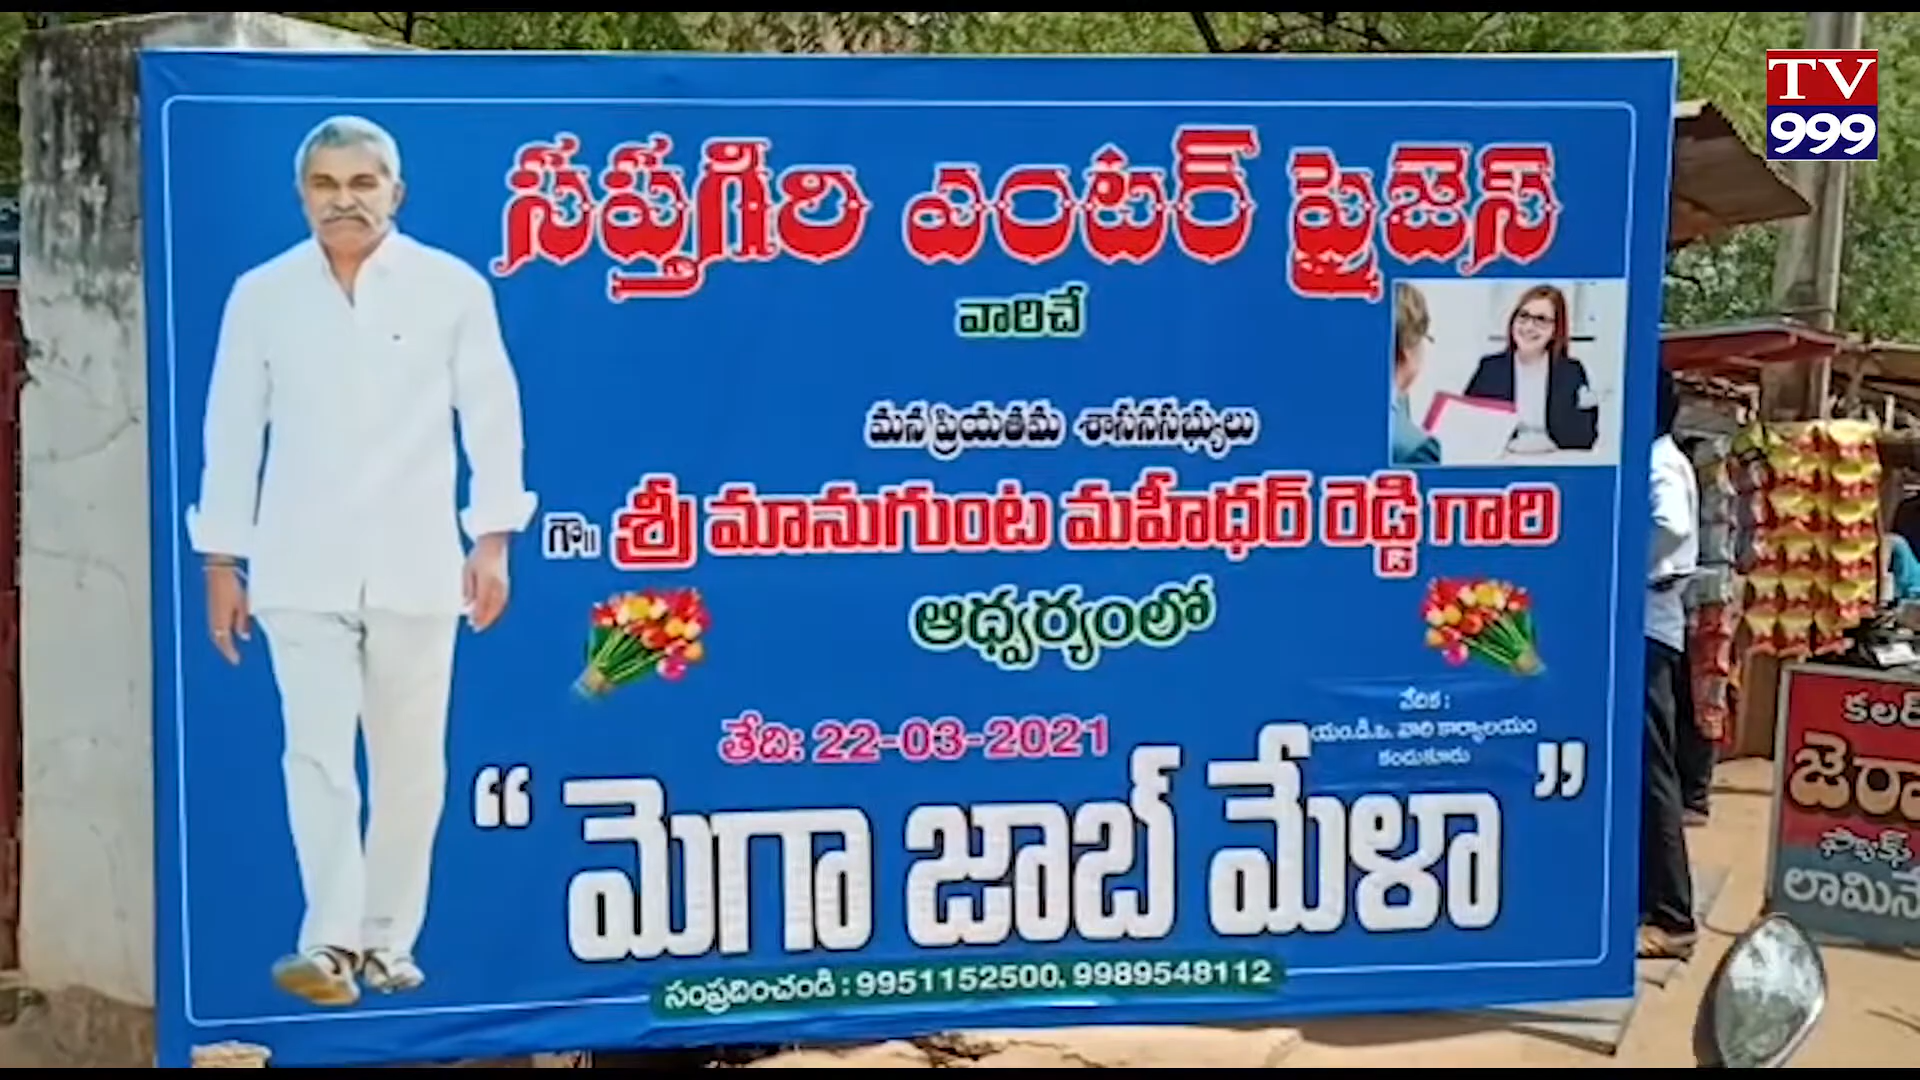 TV
999
సప్తగిరి ఎంటర్ ప్రైజెస్
వారిచే
మన ప్రియతమ శాసనసభ్యులు
గౌ॥ శ్రీ మానుగుంట మహీధర్ రెడ్డి గారి
ఆధ్వర్యంలో
వేదిక :
యం.డి.ఒ. వారి కార్యాలయం
కందుకూరు
తేది: 22-03-2021
“ మెగా జాబ్ మేళా ”
సంప్రదించండి : 9951152500, 9989548112
కలర్